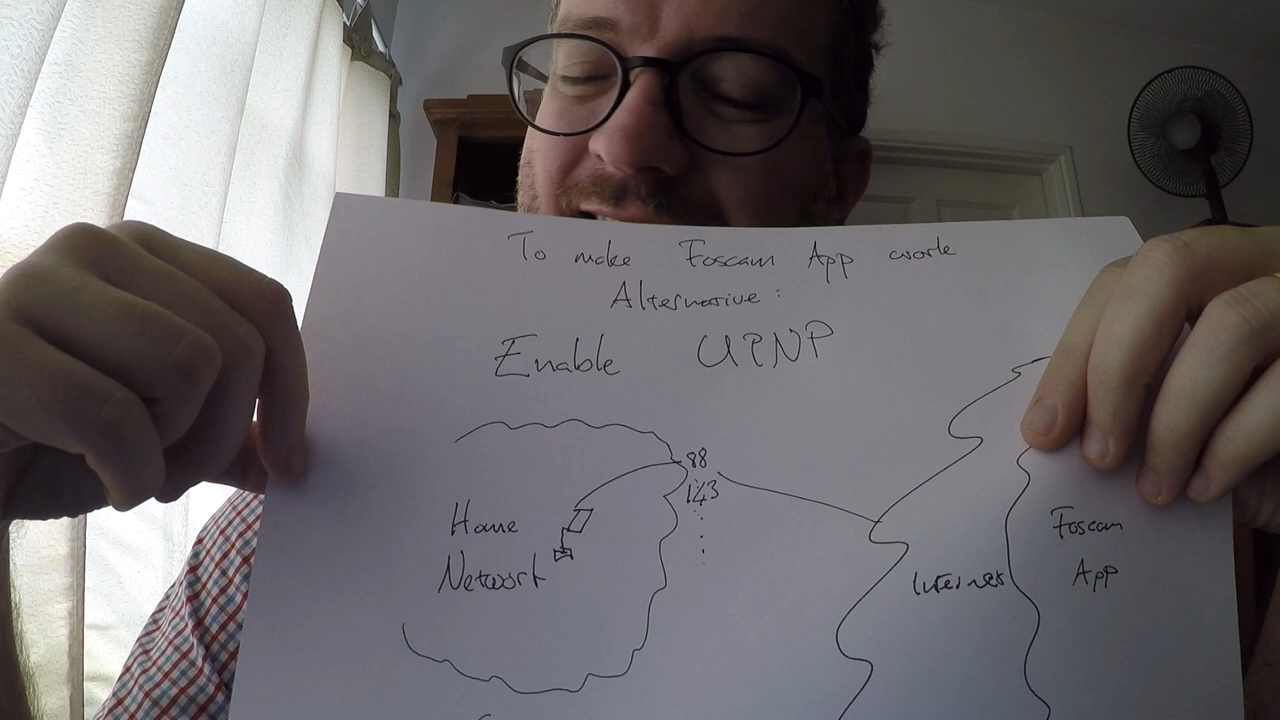 To make Foscam App work
Alternative:
Enable UPNP
88
143
Home
Network
Internet
Foscam
App